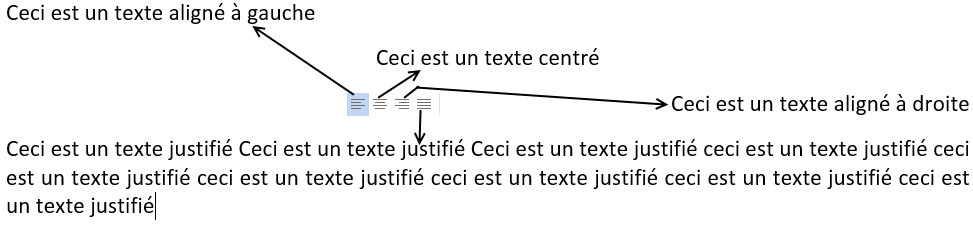 Ceci est un texte aligné à gauche
Ceci est un texte centré
Ceci est un texte aligné à droite
Ceci est un texte justifié Ceci est un texte justifié Ceci est un texte justifié ceci est un texte justifié ceci
est un texte justifié ceci est un texte justifié ceci est un texte justifié ceci est un texte justifié ceci est
un texte justifié